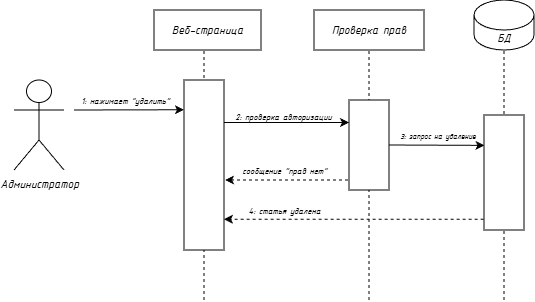 Веб-страница
Проверка прав
БД
1: нажимает "удалить"
2: проверка авторизации
3: запрос на удаление
сообщение "прав нет"
Администратор
4: статья удалена